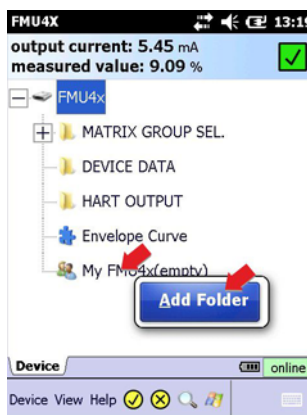 FMU4X 13:19
output current: 5.45 mA
measured value: 9.09 %
FMU4x
MATRIX GROUP SEL.
DEVICE DATA
HART OUTPUT
Envelope Curve
My FMU4x(empty)
Add Folder
Device online
Device View Help